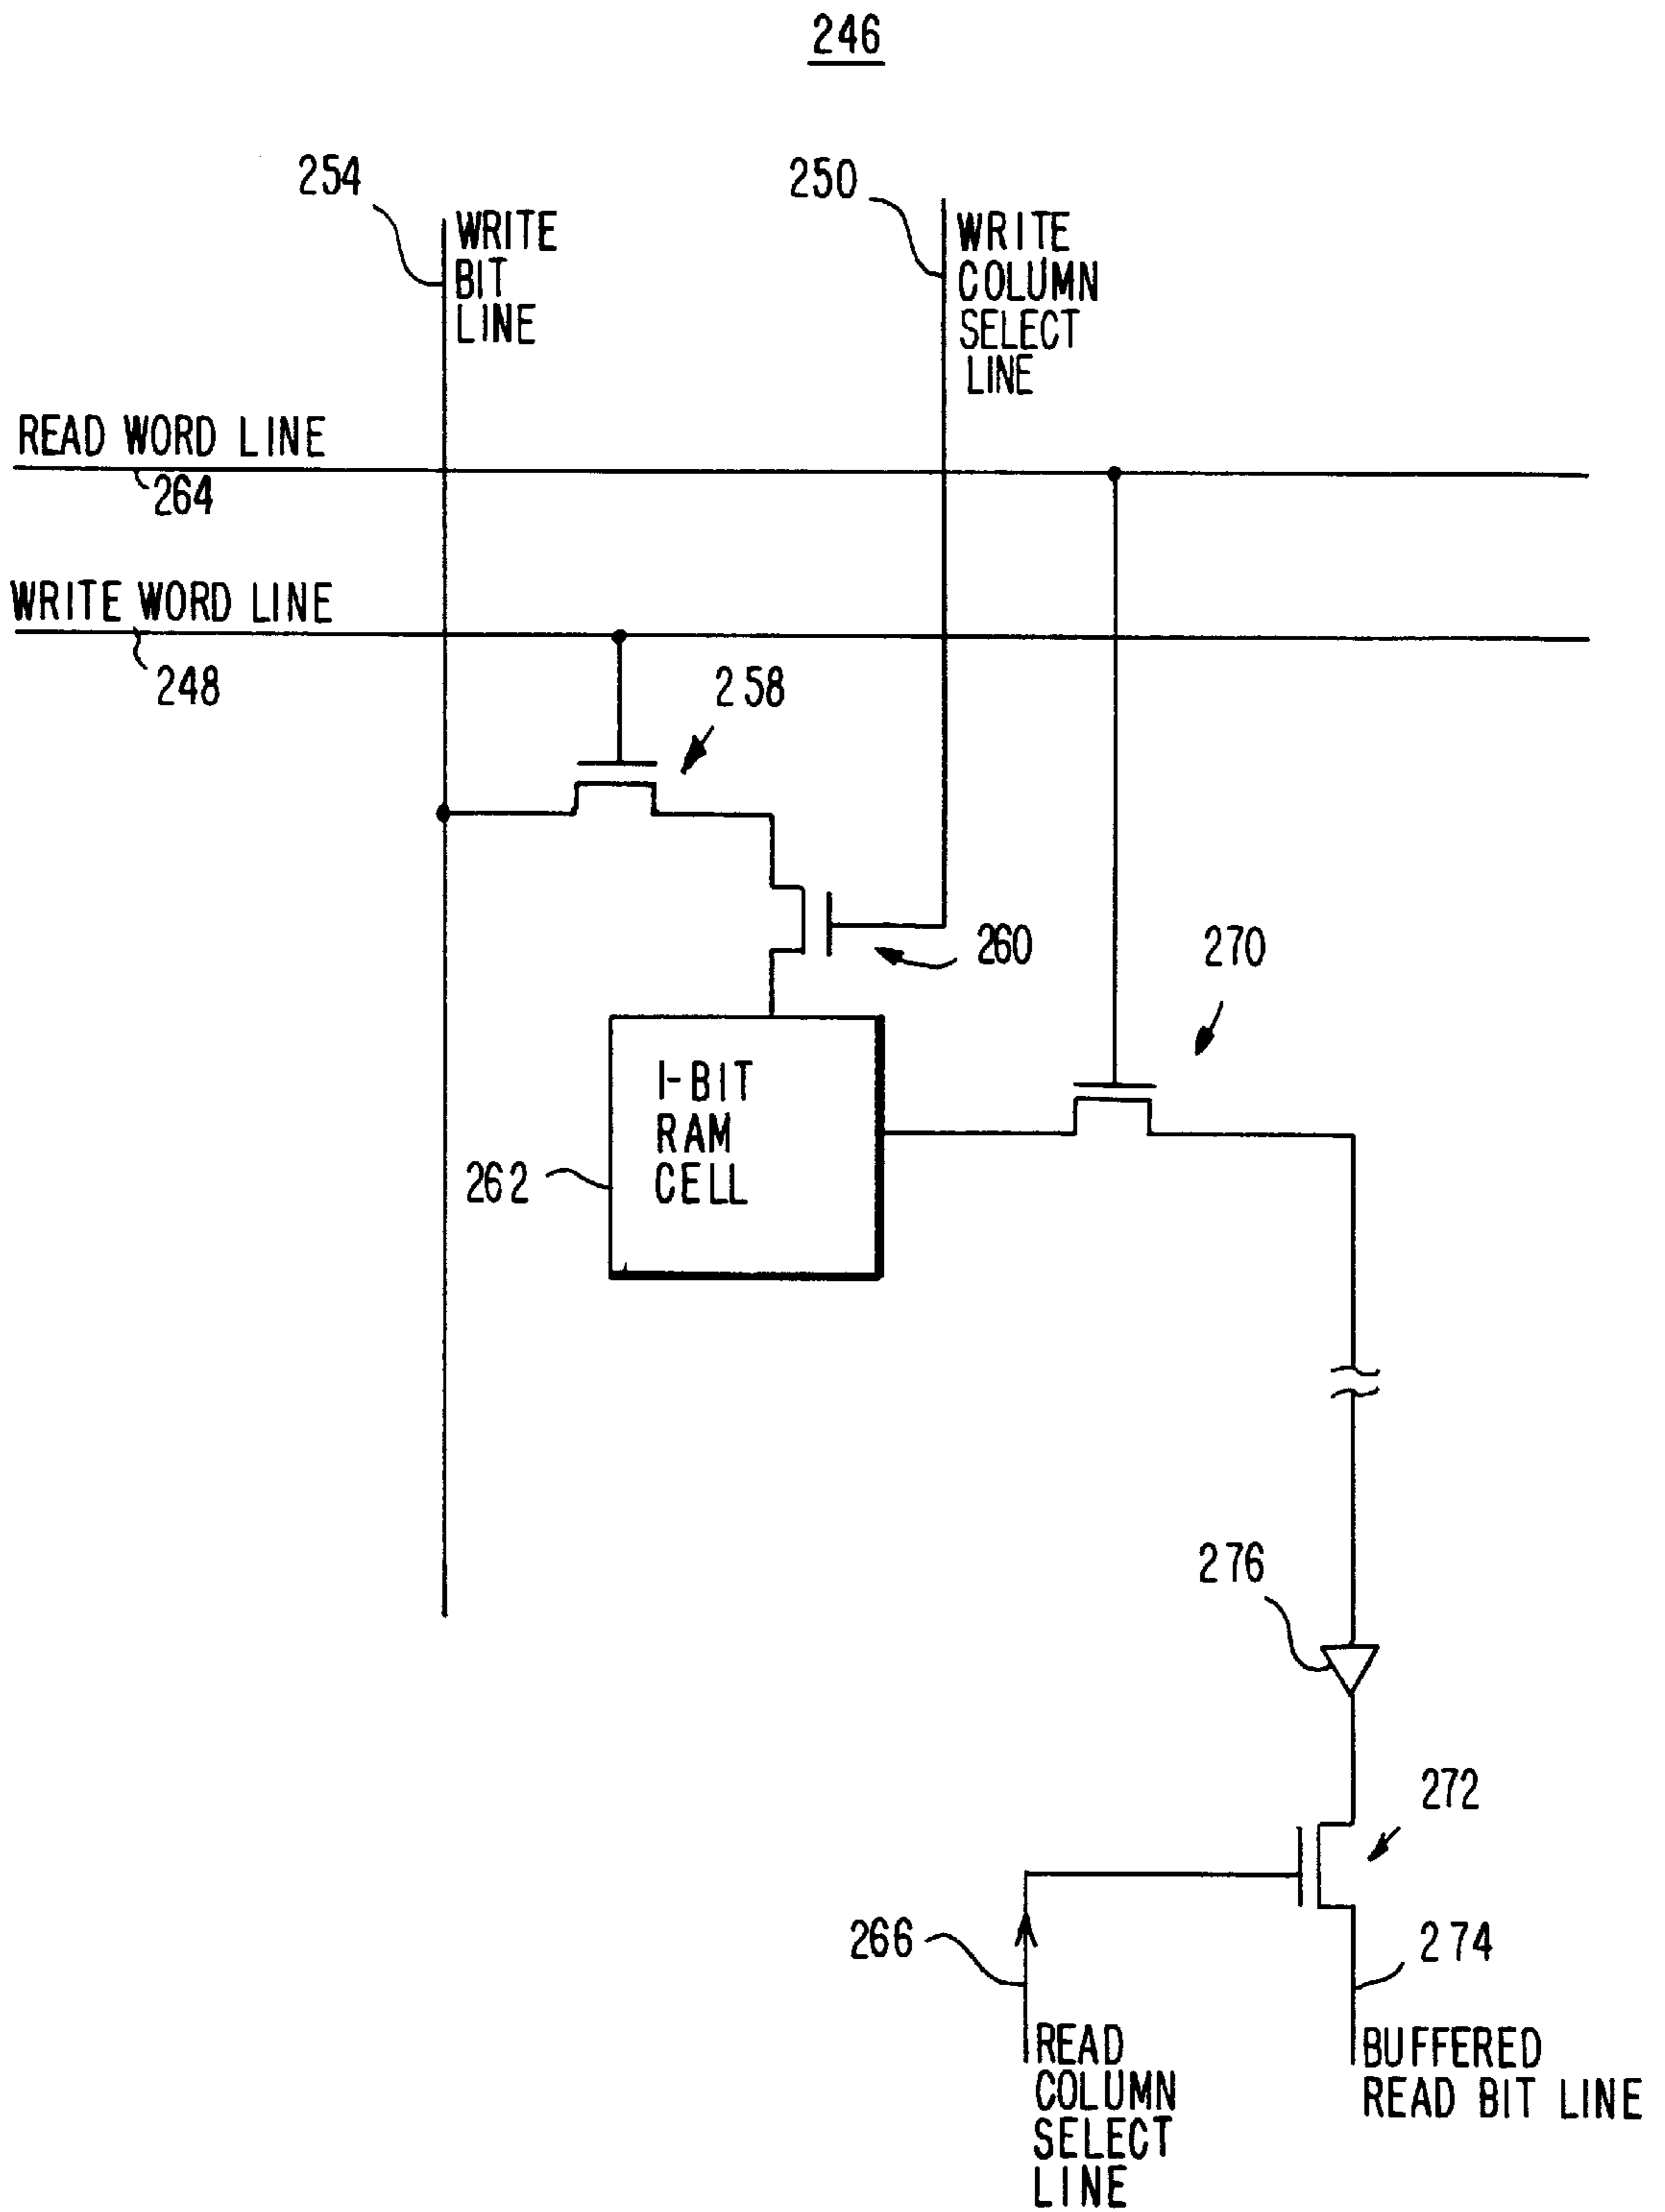 246
254
250
WRITE
BIT
LINE
WRITE
COLUMN
SELECT
LINE
READ WORD LINE
264
WRITE WORD LINE
248
258
260
270
1-BIT
RAM
CELL
262
276
272
266
274
READ
COLUMN
SELECT
LINE
BUFFERED
READ BIT LINE